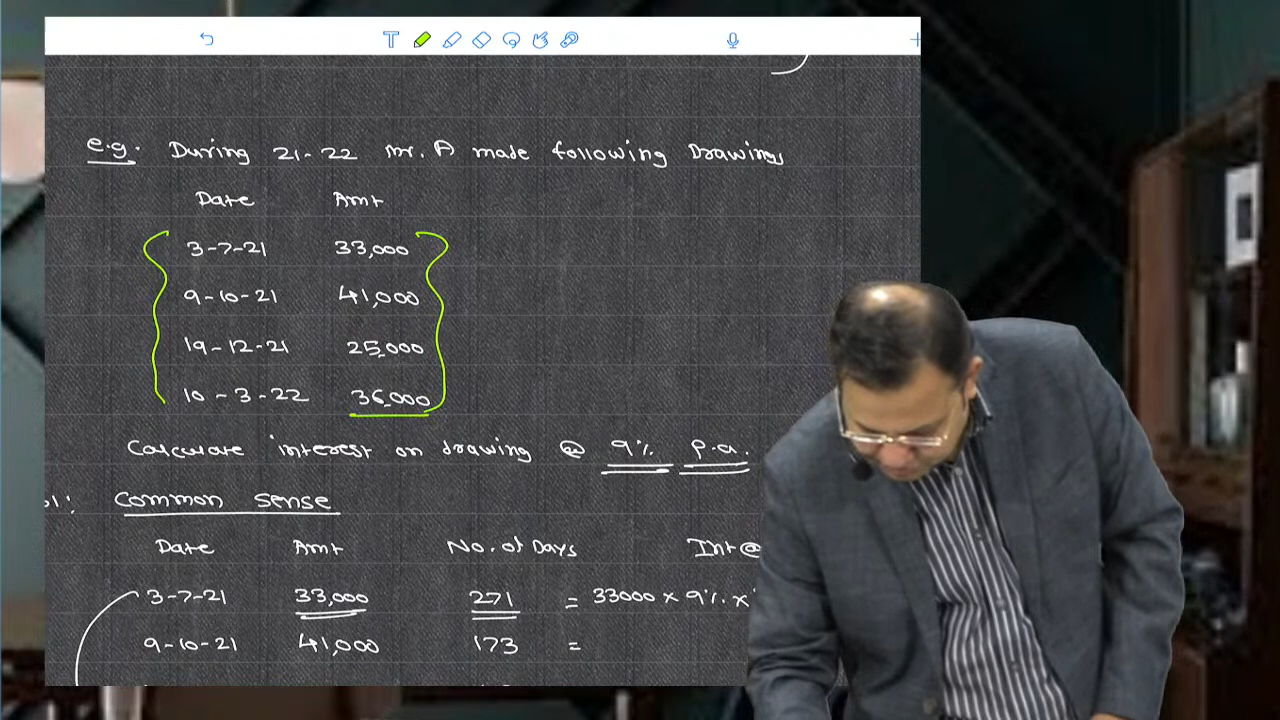 e.g. During 21-22 Mr. A made following Drawings
Date Amt
3-7-21 33,000
9-10-21 41,000
19-12-21 25,000
10-3-22 36,000
Calculate interest on drawing @ 9% p.a.
Common Sense
Date Amt No. of Days Int @
3-7-21 33,000 271 = 33000 x 9% x
9-10-21 41,000 173 =